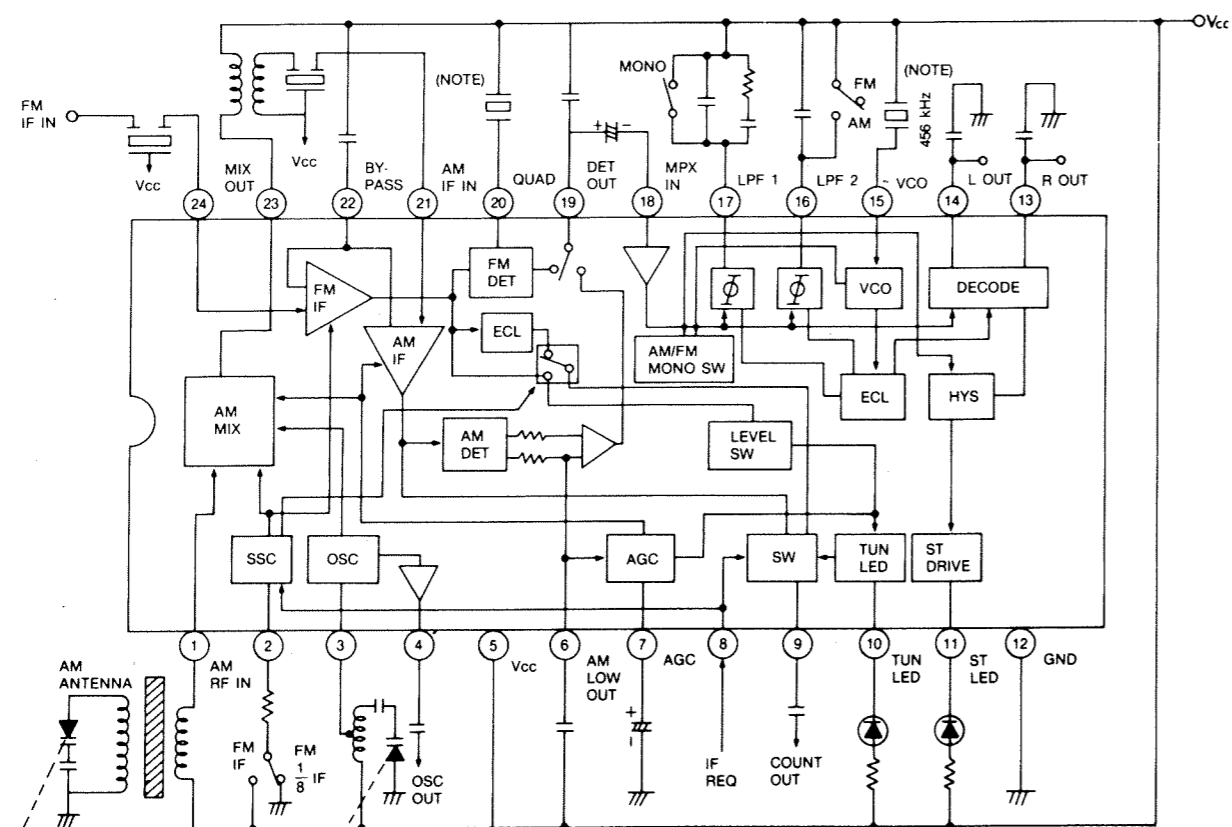 Vcc
MONO
FM
AM
(NOTE)
(NOTE)
456 kHz
FM
IF IN
Vcc
Vcc
MIX
OUT
BY-
PASS
AM
IF IN
QUAD
DET
OUT
+ -
MPX
IN
LPF 1
LPF 2
~ VCO
L OUT
R OUT
24
23
22
21
20
19
18
17
16
15
14
13
FM
IF
FM
DET
AM
IF
ECL
AM/FM
MONO SW
VCO
DECODE
ECL
HYS
AM
MIX
AM
DET
LEVEL
SW
SSC
OSC
AGC
SW
TUN
LED
ST
DRIVE
1
2
3
4
5
6
7
8
9
10
11
12
AM
ANTENNA
AM
RF IN
FM
IF
FM
1
8 IF
OSC
OUT
Vcc
AM
LOW
OUT
AGC
+
-
IF
REQ
COUNT
OUT
TUN
LED
ST
LED
GND